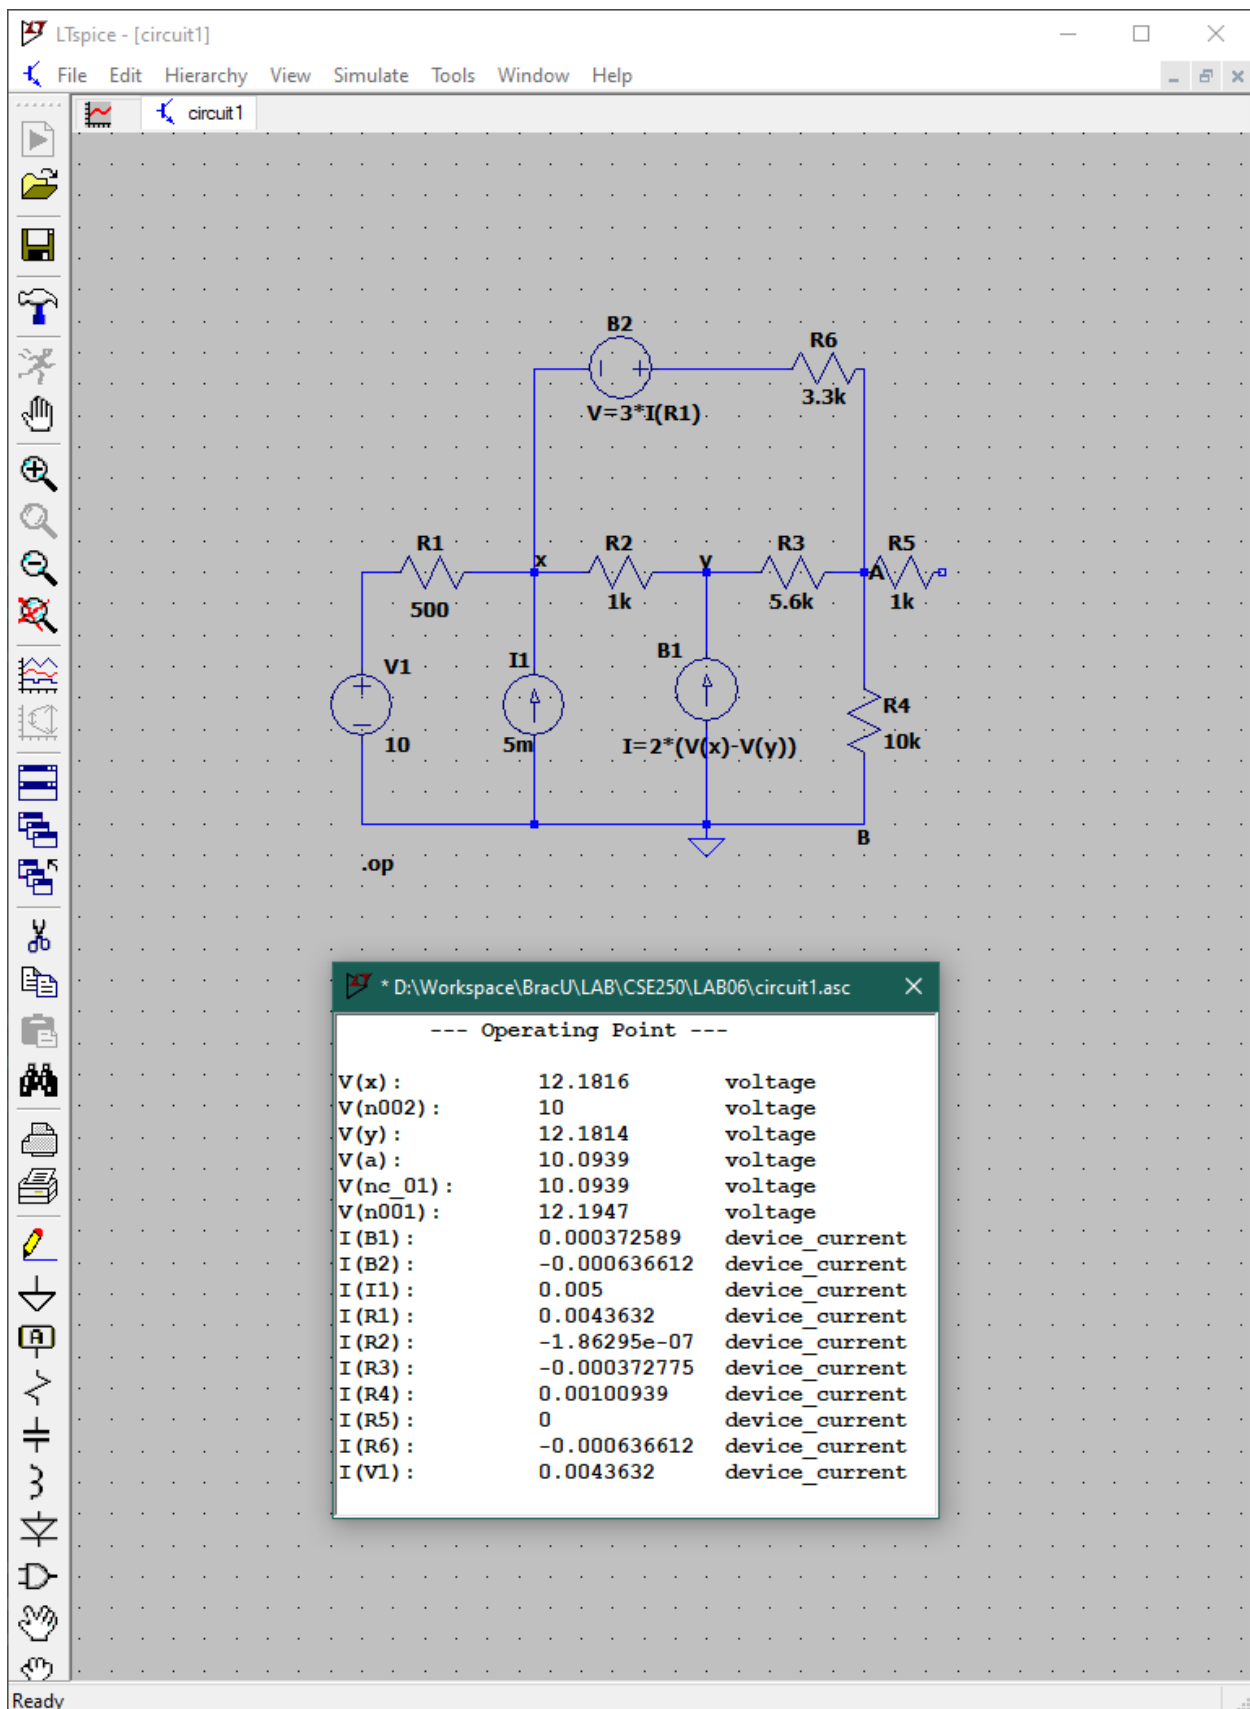 LTspice - [circuit1]
File Edit Hierarchy View Simulate Tools Window Help
circuit1
B2
R6
V=3*I(R1)
3.3k
R1
x
R2
y
R3
A
R5
500
1k
5.6k
1k
V1
I1
B1
R4
10
5m
I=2*(V(x)-V(y))
10k
B
.op
* D:\Workspace\BracU\LAB\CSE250\LAB06\circuit1.asc
--- Operating Point ---
V(x): 12.1816 voltage
V(n002): 10 voltage
V(y): 12.1814 voltage
V(a): 10.0939 voltage
V(nc_01): 10.0939 voltage
V(n001): 12.1947 voltage
I(B1): 0.000372589 device_current
I(B2): -0.000636612 device_current
I(I1): 0.005 device_current
I(R1): 0.0043632 device_current
I(R2): -1.86295e-07 device_current
I(R3): -0.000372775 device_current
I(R4): 0.00100939 device_current
I(R5): 0 device_current
I(R6): -0.000636612 device_current
I(V1): 0.0043632 device_current
Ready